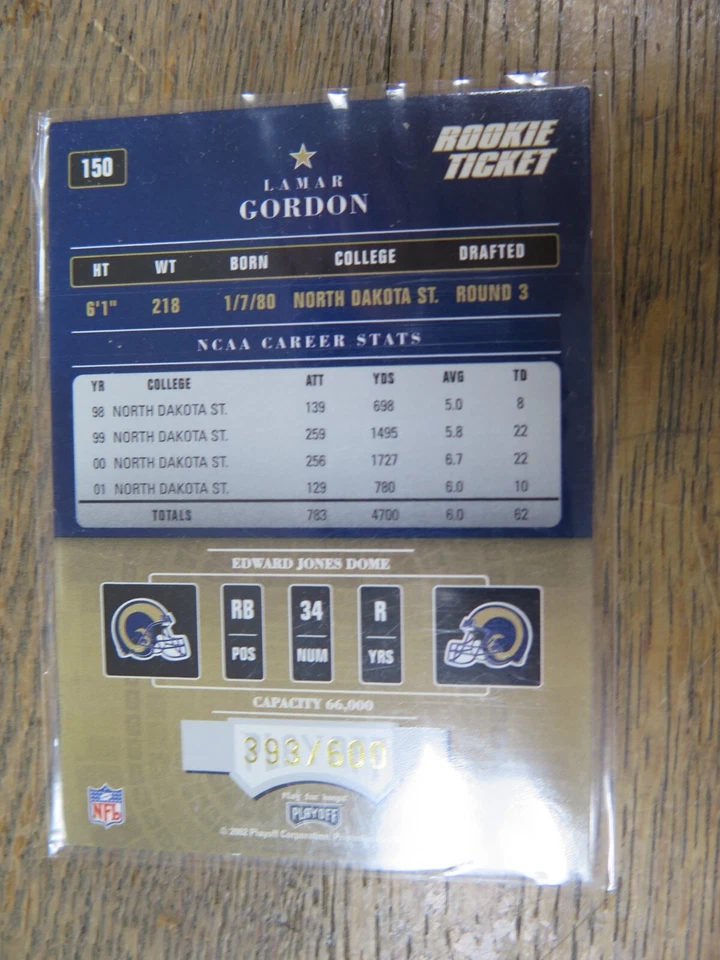 150
ROOKIE
TICKET
LAMAR
GORDON
HT WT BORN COLLEGE DRAFTED
6'1" 218 1/7/80 NORTH DAKOTA ST. ROUND 3
NCAA CAREER STATS
YR COLLEGE ATT YDS AVG TD
98 NORTH DAKOTA ST. 139 698 5.0 8
99 NORTH DAKOTA ST. 259 1495 5.8 22
00 NORTH DAKOTA ST. 256 1727 6.7 22
01 NORTH DAKOTA ST. 129 780 6.0 10
TOTALS 783 4700 6.0 62
EDWARD JONES DOME
RB 34 R
POS NUM YRS
CAPACITY 66,000
393/600
NFL
PLAYOFF
© 2002 Playoff Corporation,